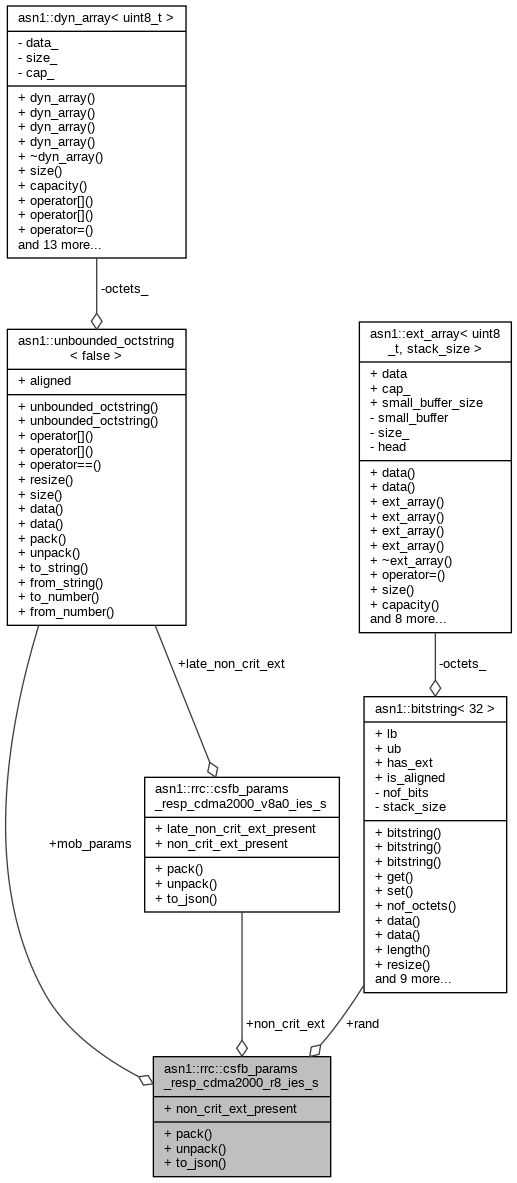 asn1::dyn_array< uint8_t >
- data_
- size_
- cap_
+ dyn_array()
+ dyn_array()
+ dyn_array()
+ dyn_array()
+ ~dyn_array()
+ size()
+ capacity()
+ operator[]()
+ operator[]()
+ operator=()
and 13 more...
-octets_
asn1::unbounded_octstring
< false >
+ aligned
+ unbounded_octstring()
+ unbounded_octstring()
+ operator[]()
+ operator[]()
+ operator==()
+ resize()
+ size()
+ data()
+ data()
+ pack()
+ unpack()
+ to_string()
+ from_string()
+ to_number()
+ from_number()
asn1::ext_array< uint8
_t, stack_size >
+ data
+ cap_
+ small_buffer_size
- small_buffer
- size_
- head
+ data()
+ data()
+ ext_array()
+ ext_array()
+ ext_array()
+ ext_array()
+ ~ext_array()
+ operator=()
+ size()
+ capacity()
and 8 more...
-octets_
+late_non_crit_ext
asn1::bitstring< 32 >
+ lb
+ ub
+ has_ext
+ is_aligned
- nof_bits
- stack_size
+ bitstring()
+ bitstring()
+ bitstring()
+ get()
+ set()
+ nof_octets()
+ data()
+ data()
+ length()
+ resize()
and 9 more...
asn1::rrc::csfb_params
_resp_cdma2000_v8a0_ies_s
+ late_non_crit_ext_present
+ non_crit_ext_present
+ pack()
+ unpack()
+ to_json()
+mob_params
+non_crit_ext
+rand
asn1::rrc::csfb_params
_resp_cdma2000_r8_ies_s
+ non_crit_ext_present
+ pack()
+ unpack()
+ to_json()